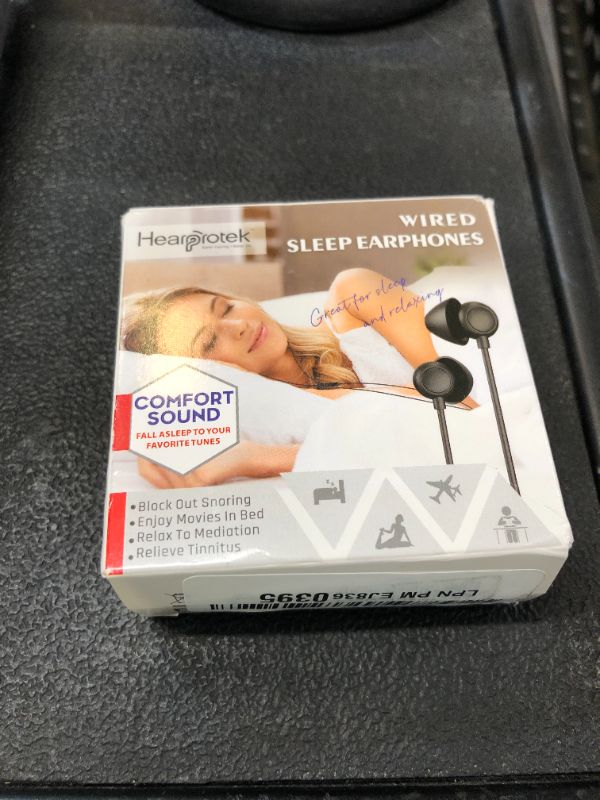 Hearprotek
WIRED
SLEEP EARPHONES
Great for sleep
and relaxing
COMFORT
SOUND
FALL ASLEEP TO YOUR
FAVORITE TUNES
•Block Out Snoring
•Enjoy Movies In Bed
•Relax To Mediation
•Relieve Tinnitus
LPN PM EJ836 0395